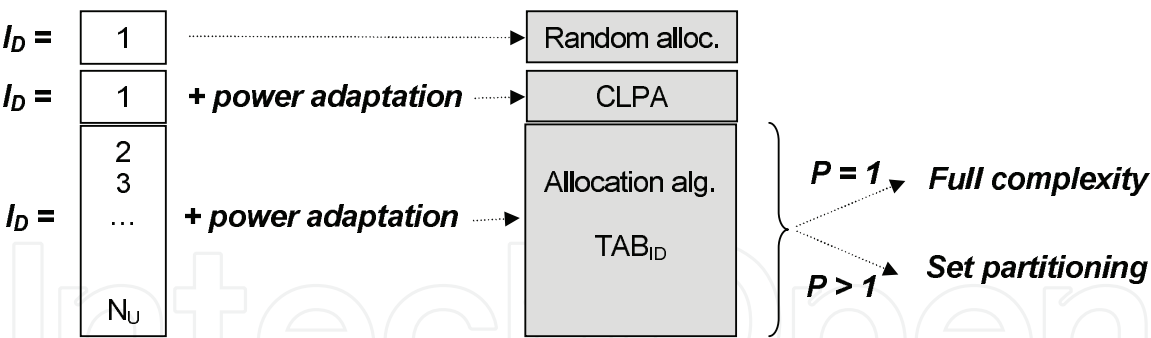 I_D = 1 Random alloc.
I_D = 1 + power adaptation CLPA
2
3
...
N_U
I_D = + power adaptation
Allocation alg.
TAB_ID
P = 1 Full complexity
P > 1 Set partitioning
IntechOpen